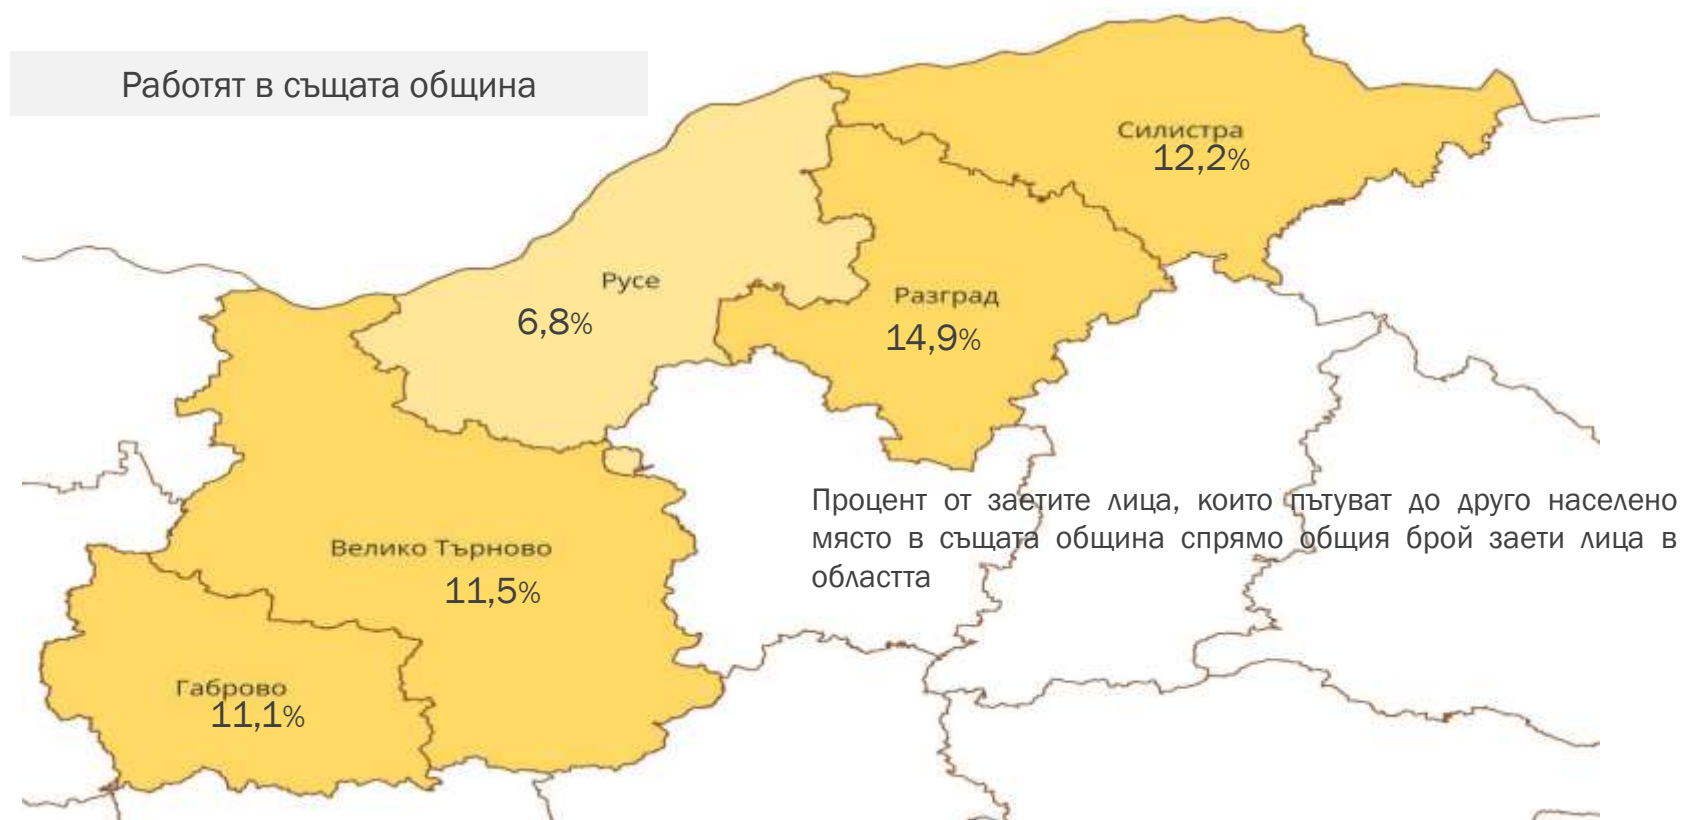 Работят в същата община
Силистра
12,2%
Русе
6,8%
Разград
14,9%
Процент от заетите лица, които пътуват до друго населено
място в същата община спрямо общия брой заети лица в
областта
Велико Търново
11,5%
Габрово
11,1%